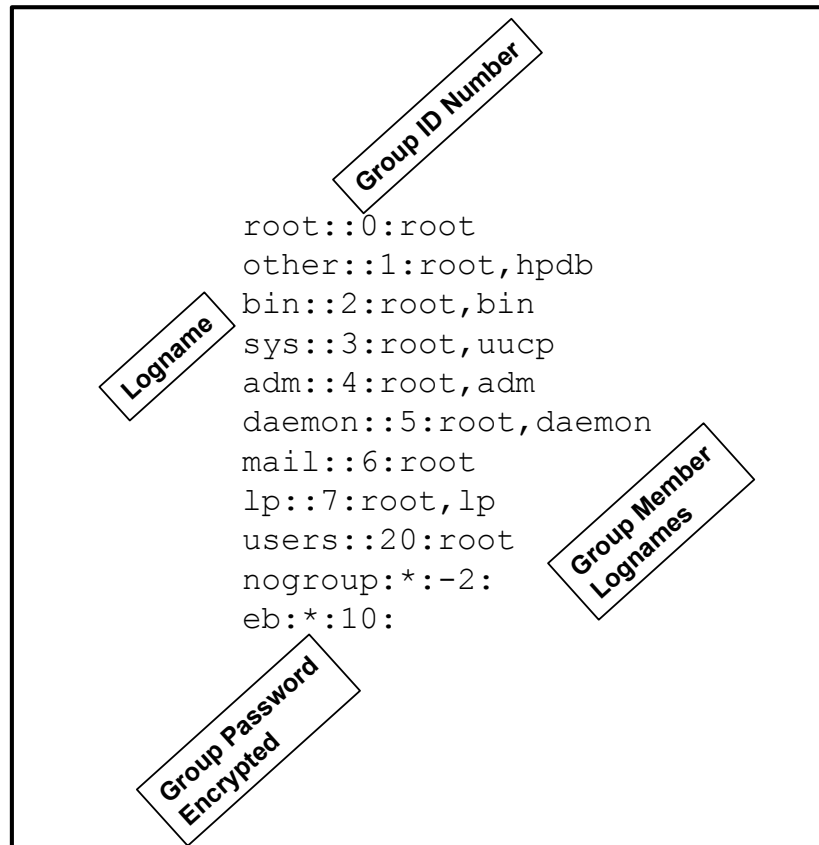 Group ID Number
root::0:root
other::1:root,hpdb
bin::2:root,bin
Logname
sys::3:root,uucp
adm::4:root,adm
daemon::5:root,daemon
mail::6:root
lp::7:root,lp
users::20:root
Group Member
Lognames
nogroup:*:-2:
eb:*:10:
Group Password
Encrypted